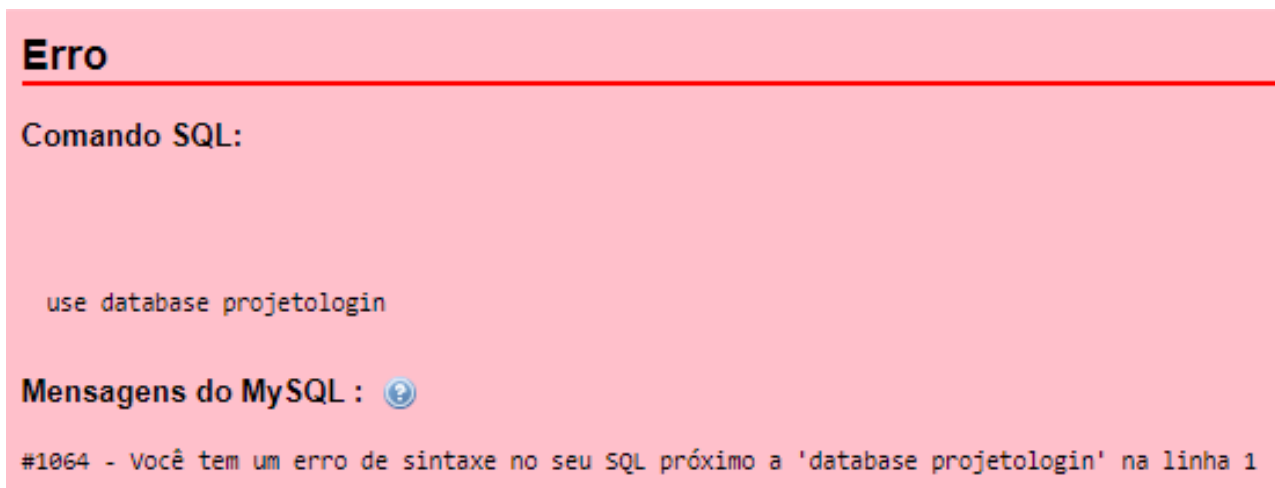 Erro
Comando SQL:
use database projetologin
Mensagens do MySQL :
#1064 - Você tem um erro de sintaxe no seu SQL próximo a 'database projetologin' na linha 1